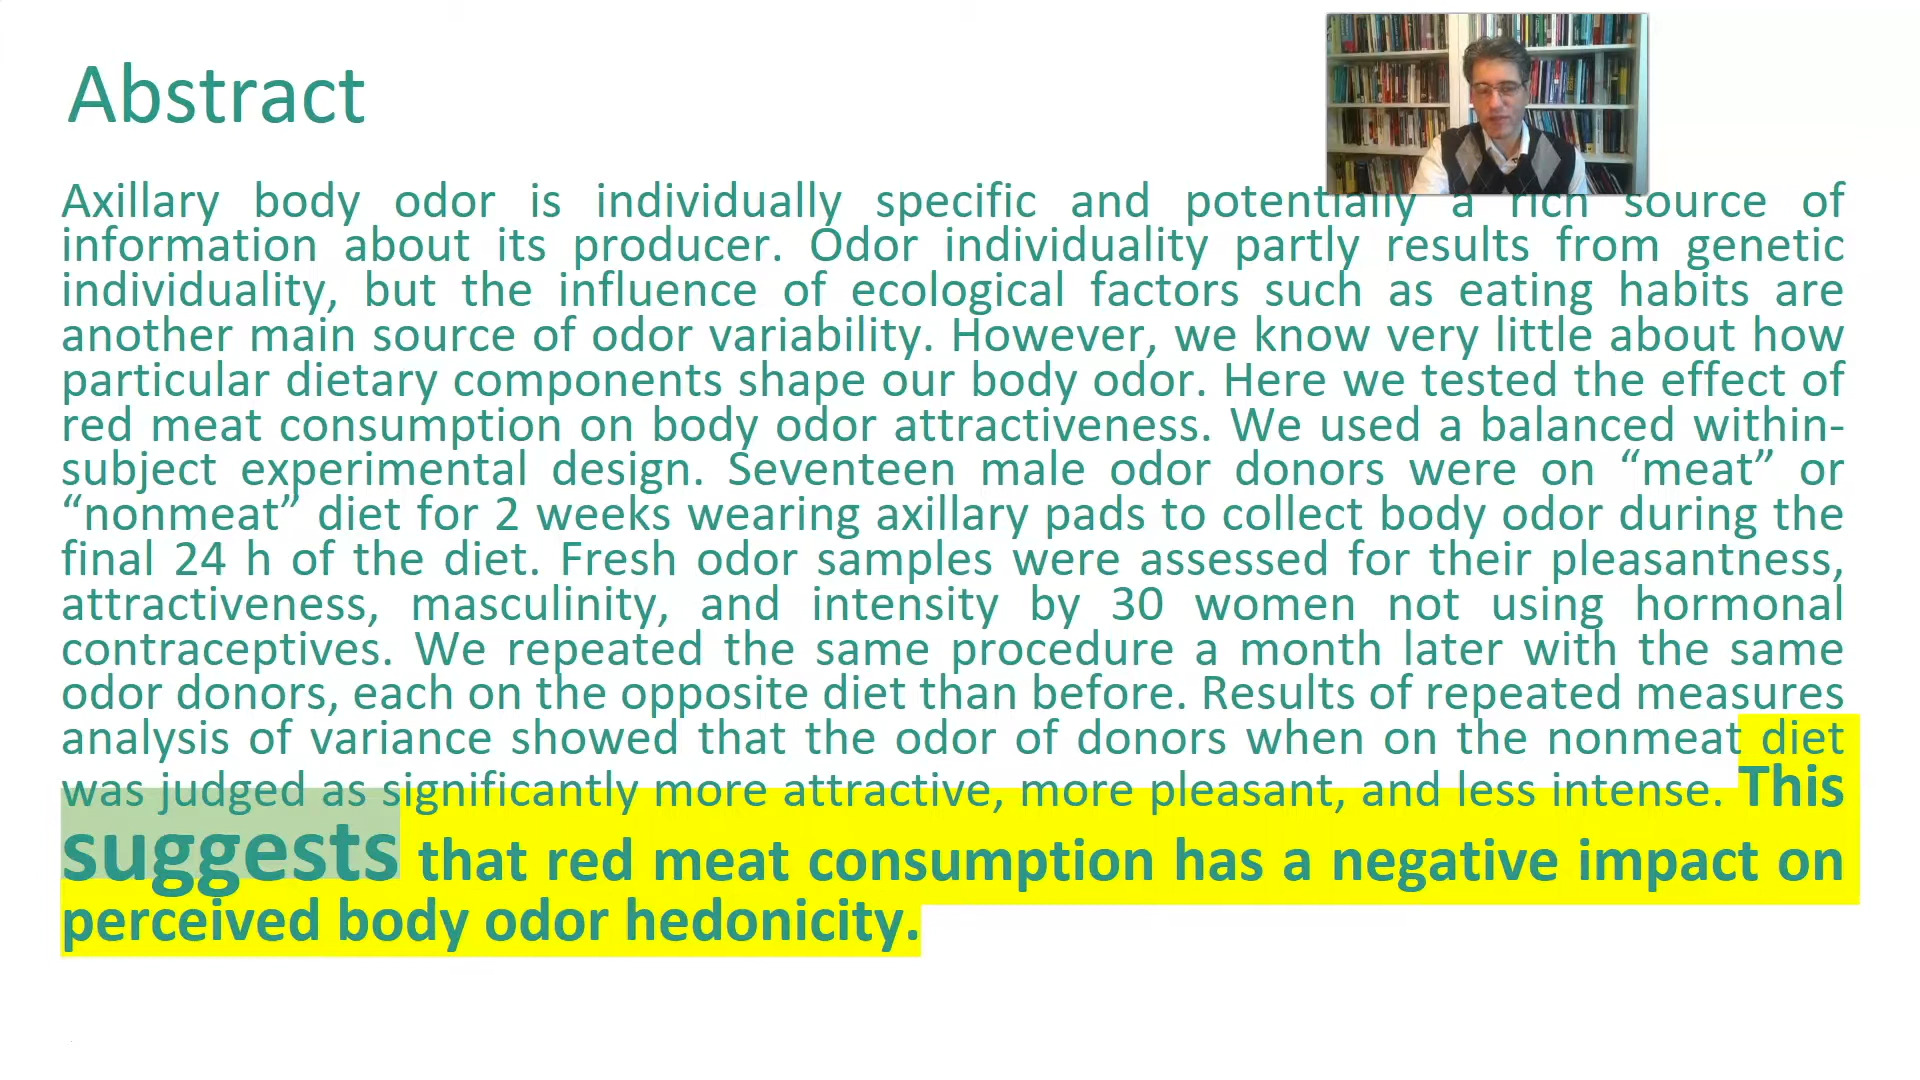 Abstract
Axillary body odor is individually specific and potentially a rich source of
information about its producer. Odor individuality partly results from genetic
individuality, but the influence of ecological factors such as eating habits are
another main source of odor variability. However, we know very little about how
particular dietary components shape our body odor. Here we tested the effect of
red meat consumption on body odor attractiveness. We used a balanced within-
subject experimental design. Seventeen male odor donors were on “meat” or
“nonmeat” diet for 2 weeks wearing axillary pads to collect body odor during the
final 24 h of the diet. Fresh odor samples were assessed for their pleasantness,
attractiveness, masculinity, and intensity by 30 women not using hormonal
contraceptives. We repeated the same procedure a month later with the same
odor donors, each on the opposite diet than before. Results of repeated measures
analysis of variance showed that the odor of donors when on the nonmeat diet
was judged as significantly more attractive, more pleasant, and less intense. This
suggests that red meat consumption has a negative impact on
perceived body odor hedonicity.